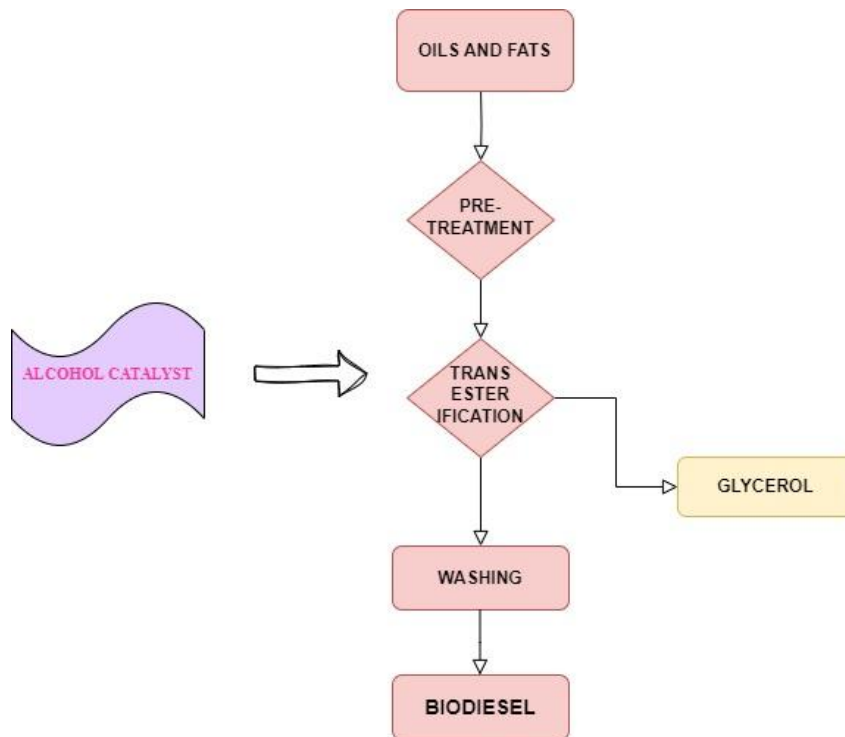 OILS AND FATS
PRE-
TREATMENT
ALCOHOL CATALYST
TRANS
ESTER
IFICATION
GLYCEROL
WASHING
BIODIESEL